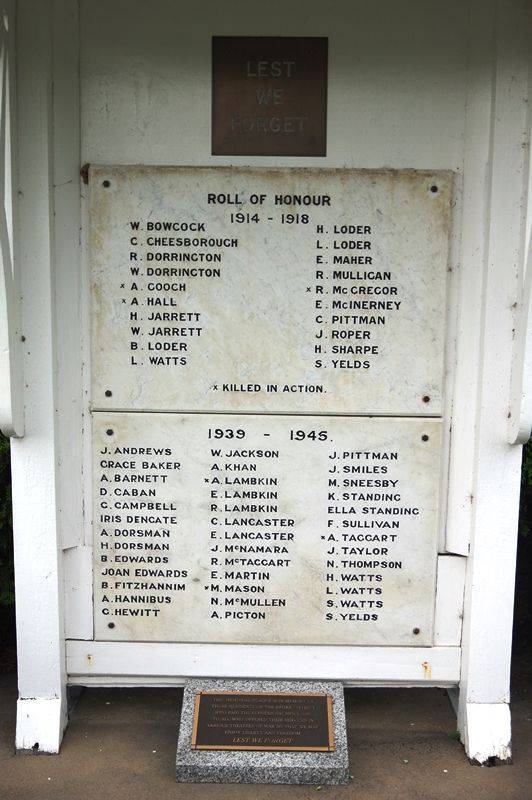 LEST
WE
FORGET
ROLL OF HONOUR
1914 - 1918
W. BOWCOCK
C. CHEESBOROUGH
R. DORRINGTON
W. DORRINGTON
x A. GOOCH
x A. HALL
H. JARRETT
W. JARRETT
B. LODER
L. WATTS
H. LODER
L. LODER
E. MAHER
R. MULLIGAN
x R. McGREGOR
E. McINERNEY
C. PITTMAN
J. ROPER
H. SHARPE
S. YELDS
x KILLED IN ACTION.
1939 - 1945.
J. ANDREWS
GRACE BAKER
A. BARNETT
D. CABAN
G. CAMPBELL
IRIS DENGATE
A. DORSMAN
H. DORSMAN
B. EDWARDS
JOAN EDWARDS
B. FITZHANNIM
A. HANNIBUS
G. HEWITT
W. JACKSON
A. KHAN
x A. LAMBKIN
E. LAMBKIN
R. LAMBKIN
C. LANCASTER
E. LANCASTER
J. McNAMARA
R. McTAGGART
E. MARTIN
x M. MASON
N. McMULLEN
A. PICTON
J. PITTMAN
J. SMILES
M. SNEESBY
K. STANDING
ELLA STANDING
F. SULLIVAN
x A. TAGGART
J. TAYLOR
N. THOMPSON
H. WATTS
L. WATTS
S. WATTS
S. YELDS
LEST WE FORGET